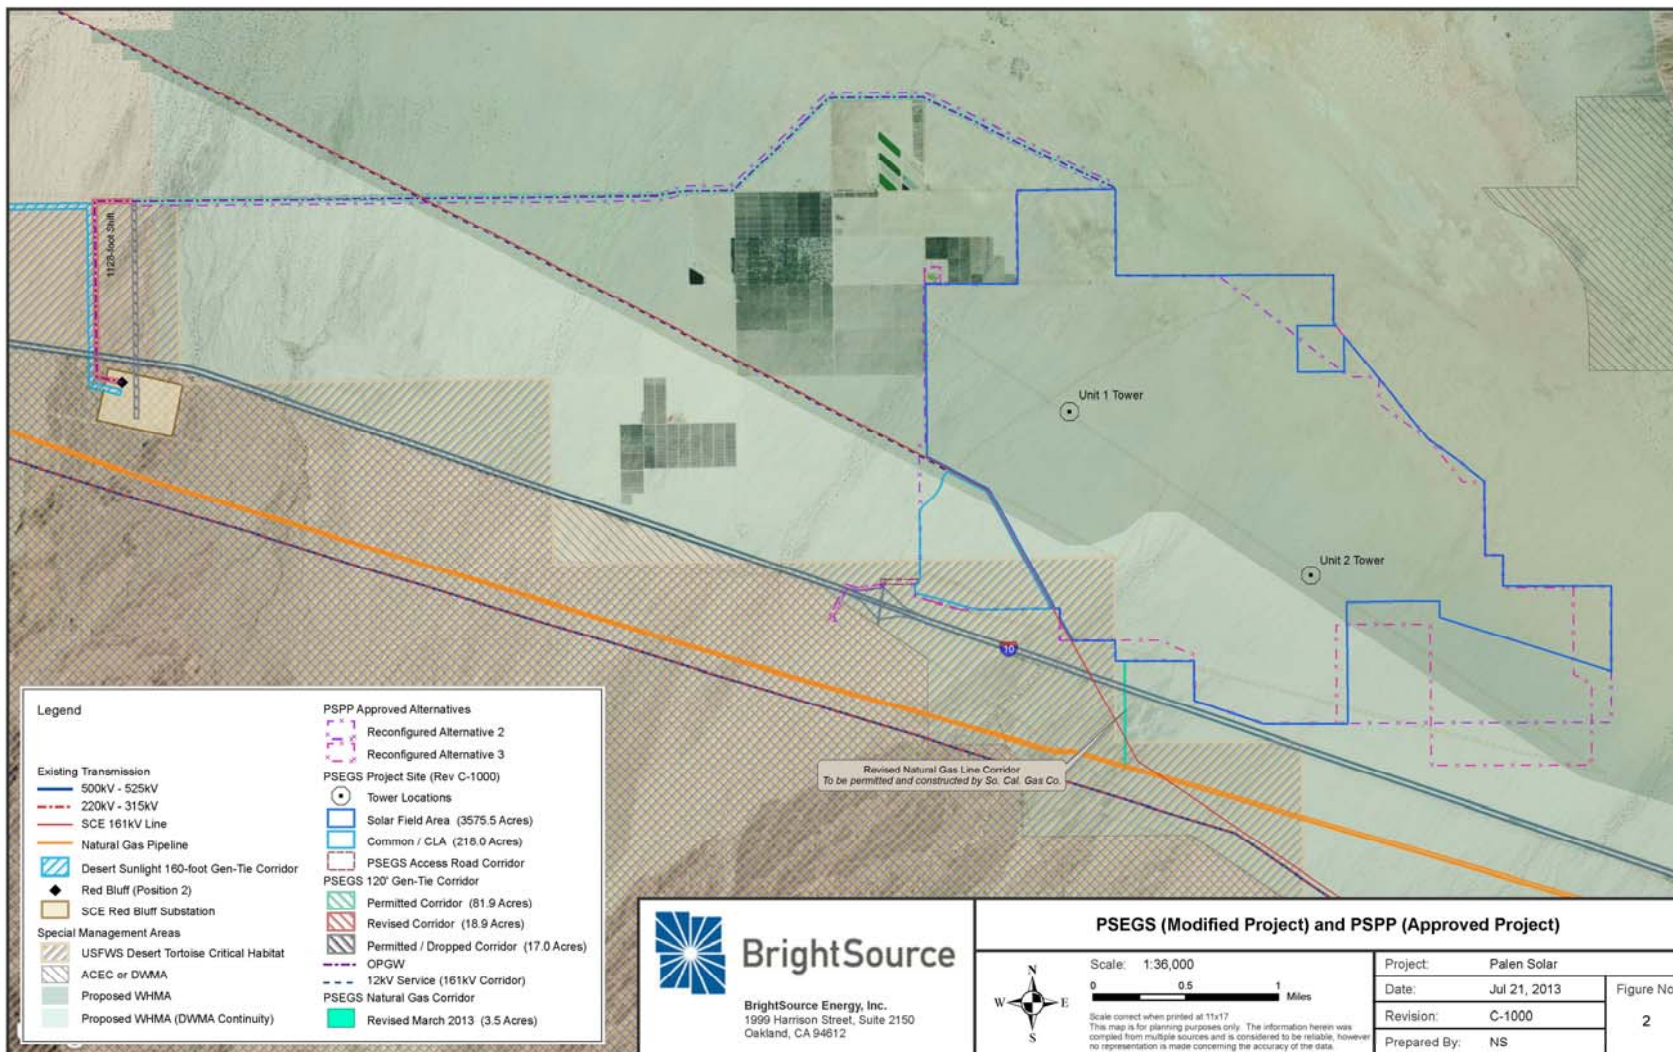 1128-foot Shift
Unit 1 Tower
Unit 2 Tower
10
Revised Natural Gas Line Corridor
To be permitted and constructed by So. Cal. Gas Co.
Legend
Existing Transmission
500kV - 525kV
220kV - 315kV
SCE 161kV Line
Natural Gas Pipeline
Desert Sunlight 160-foot Gen-Tie Corridor
Red Bluff (Position 2)
SCE Red Bluff Substation
Special Management Areas
USFWS Desert Tortoise Critical Habitat
ACEC or DWMA
Proposed WHMA
Proposed WHMA (DWMA Continuity)
PSPP Approved Alternatives
Reconfigured Alternative 2
Reconfigured Alternative 3
PSEGS Project Site (Rev C-1000)
Tower Locations
Solar Field Area (3575.5 Acres)
Common / CLA (218.0 Acres)
PSEGS Access Road Corridor
PSEGS 120' Gen-Tie Corridor
Permitted Corridor (81.9 Acres)
Revised Corridor (18.9 Acres)
Permitted / Dropped Corridor (17.0 Acres)
OPGW
12kV Service (161kV Corridor)
PSEGS Natural Gas Corridor
Revised March 2013 (3.5 Acres)
BrightSource
BrightSource Energy, Inc.
1999 Harrison Street, Suite 2150
Oakland, CA 94612
PSEGS (Modified Project) and PSPP (Approved Project)
N
W E
S
Scale: 1:36,000
0 0.5 1
Miles
Scale correct when printed at 11x17
This map is for planning purposes only. The information herein was
compiled from multiple sources and is considered to be reliable, however
no representation is made concerning the accuracy of the data.
Project: Palen Solar
Date: Jul 21, 2013
Revision: C-1000
Prepared By: NS
Figure No
2